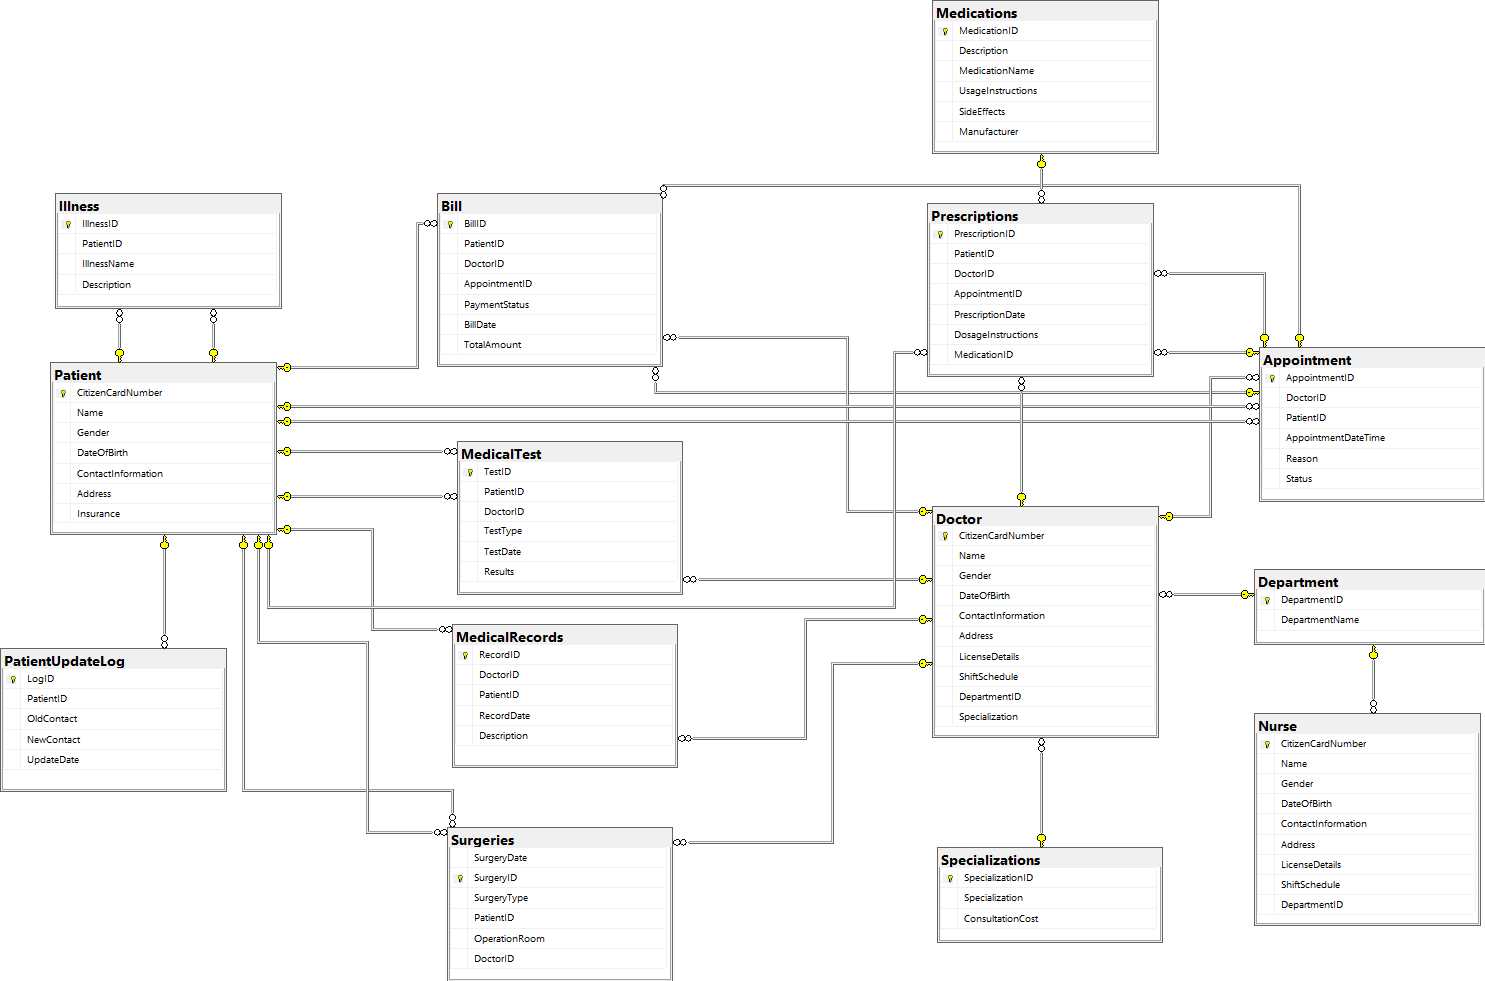 Medications
MedicationID
Description
MedicationName
UsageInstructions
SideEffects
Manufacturer
Illness
IllnessID
PatientID
IllnessName
Description
Bill
BillID
PatientID
DoctorID
AppointmentID
PaymentStatus
BillDate
TotalAmount
Prescriptions
PrescriptionID
PatientID
DoctorID
AppointmentID
PrescriptionDate
DosageInstructions
MedicationID
Appointment
AppointmentID
DoctorID
PatientID
AppointmentDateTime
Reason
Status
Patient
CitizenCardNumber
Name
Gender
DateOfBirth
ContactInformation
Address
Insurance
MedicalTest
TestID
PatientID
DoctorID
TestType
TestDate
Results
Doctor
CitizenCardNumber
Name
Gender
DateOfBirth
ContactInformation
Address
LicenseDetails
ShiftSchedule
DepartmentID
Specialization
Department
DepartmentID
DepartmentName
PatientUpdateLog
LogID
PatientID
OldContact
NewContact
UpdateDate
MedicalRecords
RecordID
DoctorID
PatientID
RecordDate
Description
Nurse
CitizenCardNumber
Name
Gender
DateOfBirth
ContactInformation
Address
LicenseDetails
ShiftSchedule
DepartmentID
Surgeries
SurgeryDate
SurgeryID
SurgeryType
PatientID
OperationRoom
DoctorID
Specializations
SpecializationID
Specialization
ConsultationCost